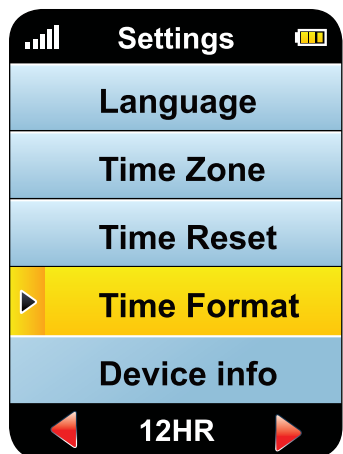 Settings
Language
Time Zone
Time Reset
Time Format
Device info
12HR